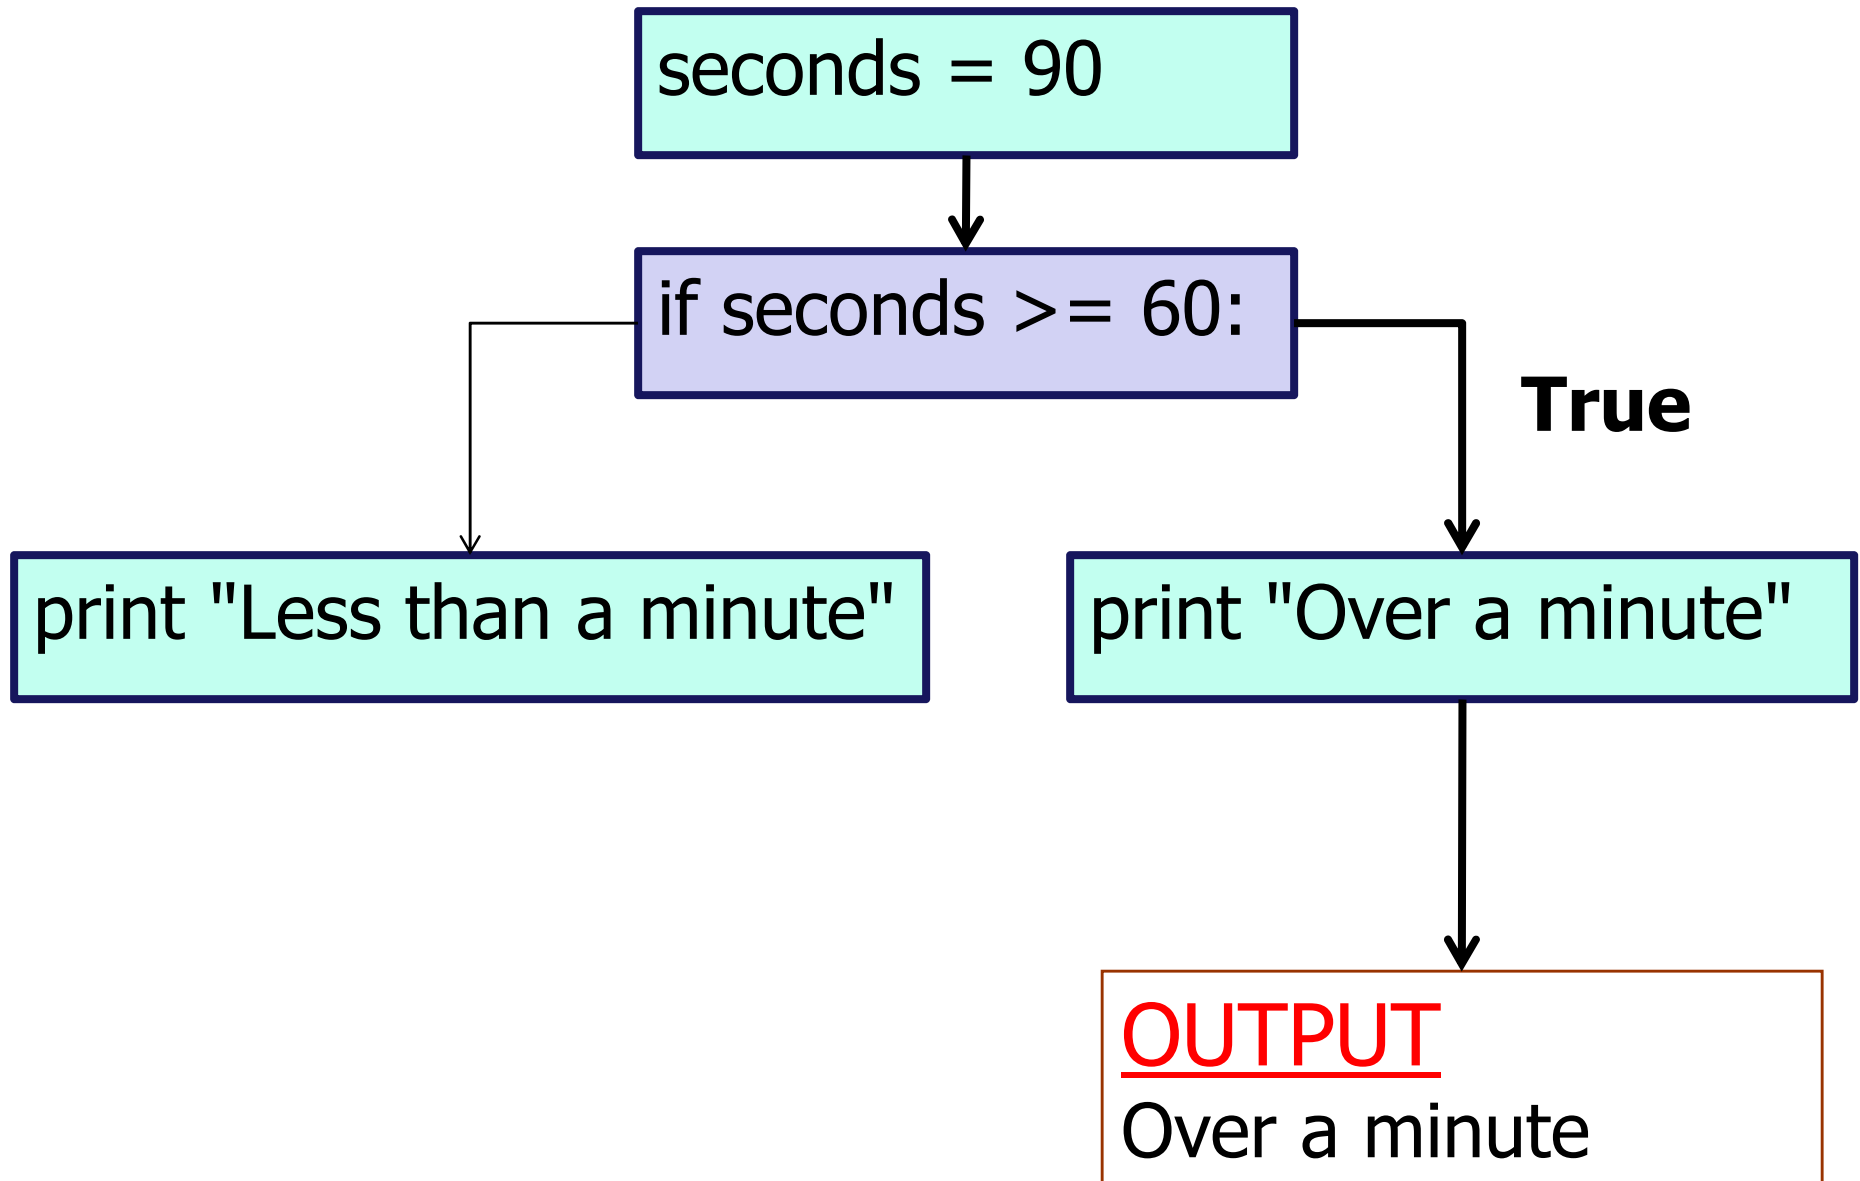 seconds = 90
if seconds >= 60:
True
print "Less than a minute"
print "Over a minute"
OUTPUT
Over a minute